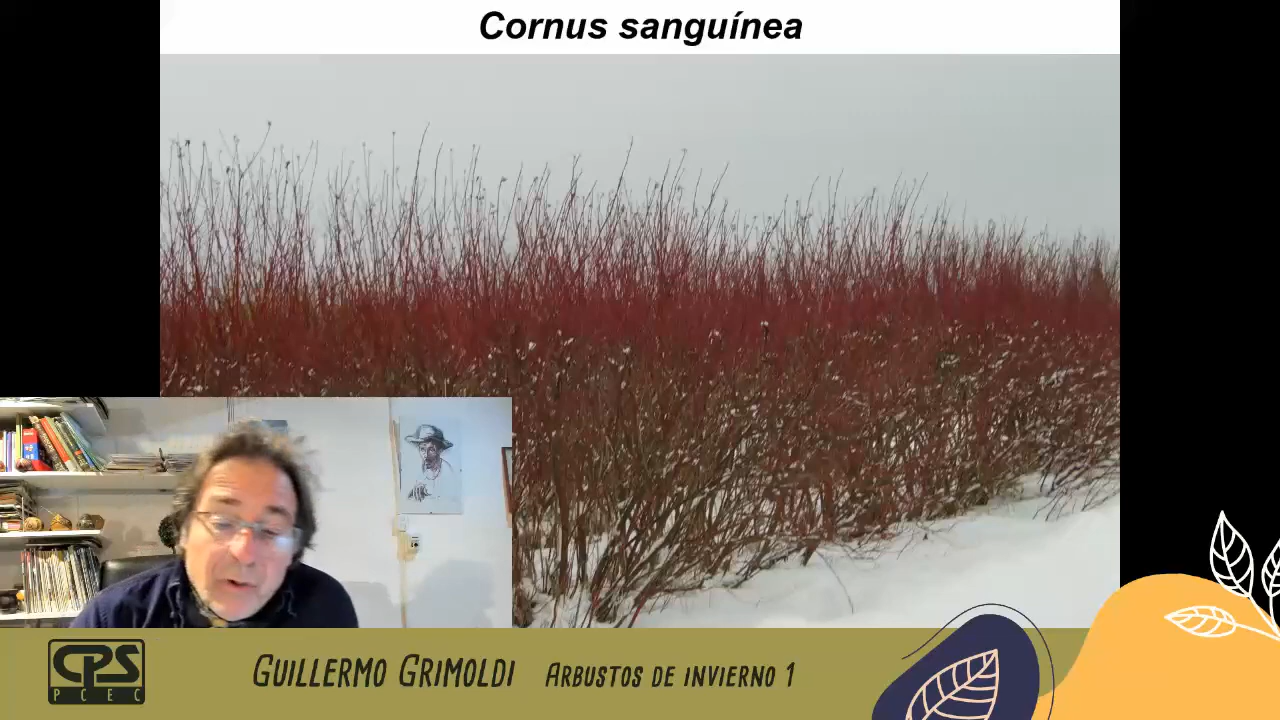 Cornus sanguínea
CPS
PCEC
GUILLERMO GRIMOLDI ARBUSTOS DE INVIERNO 1